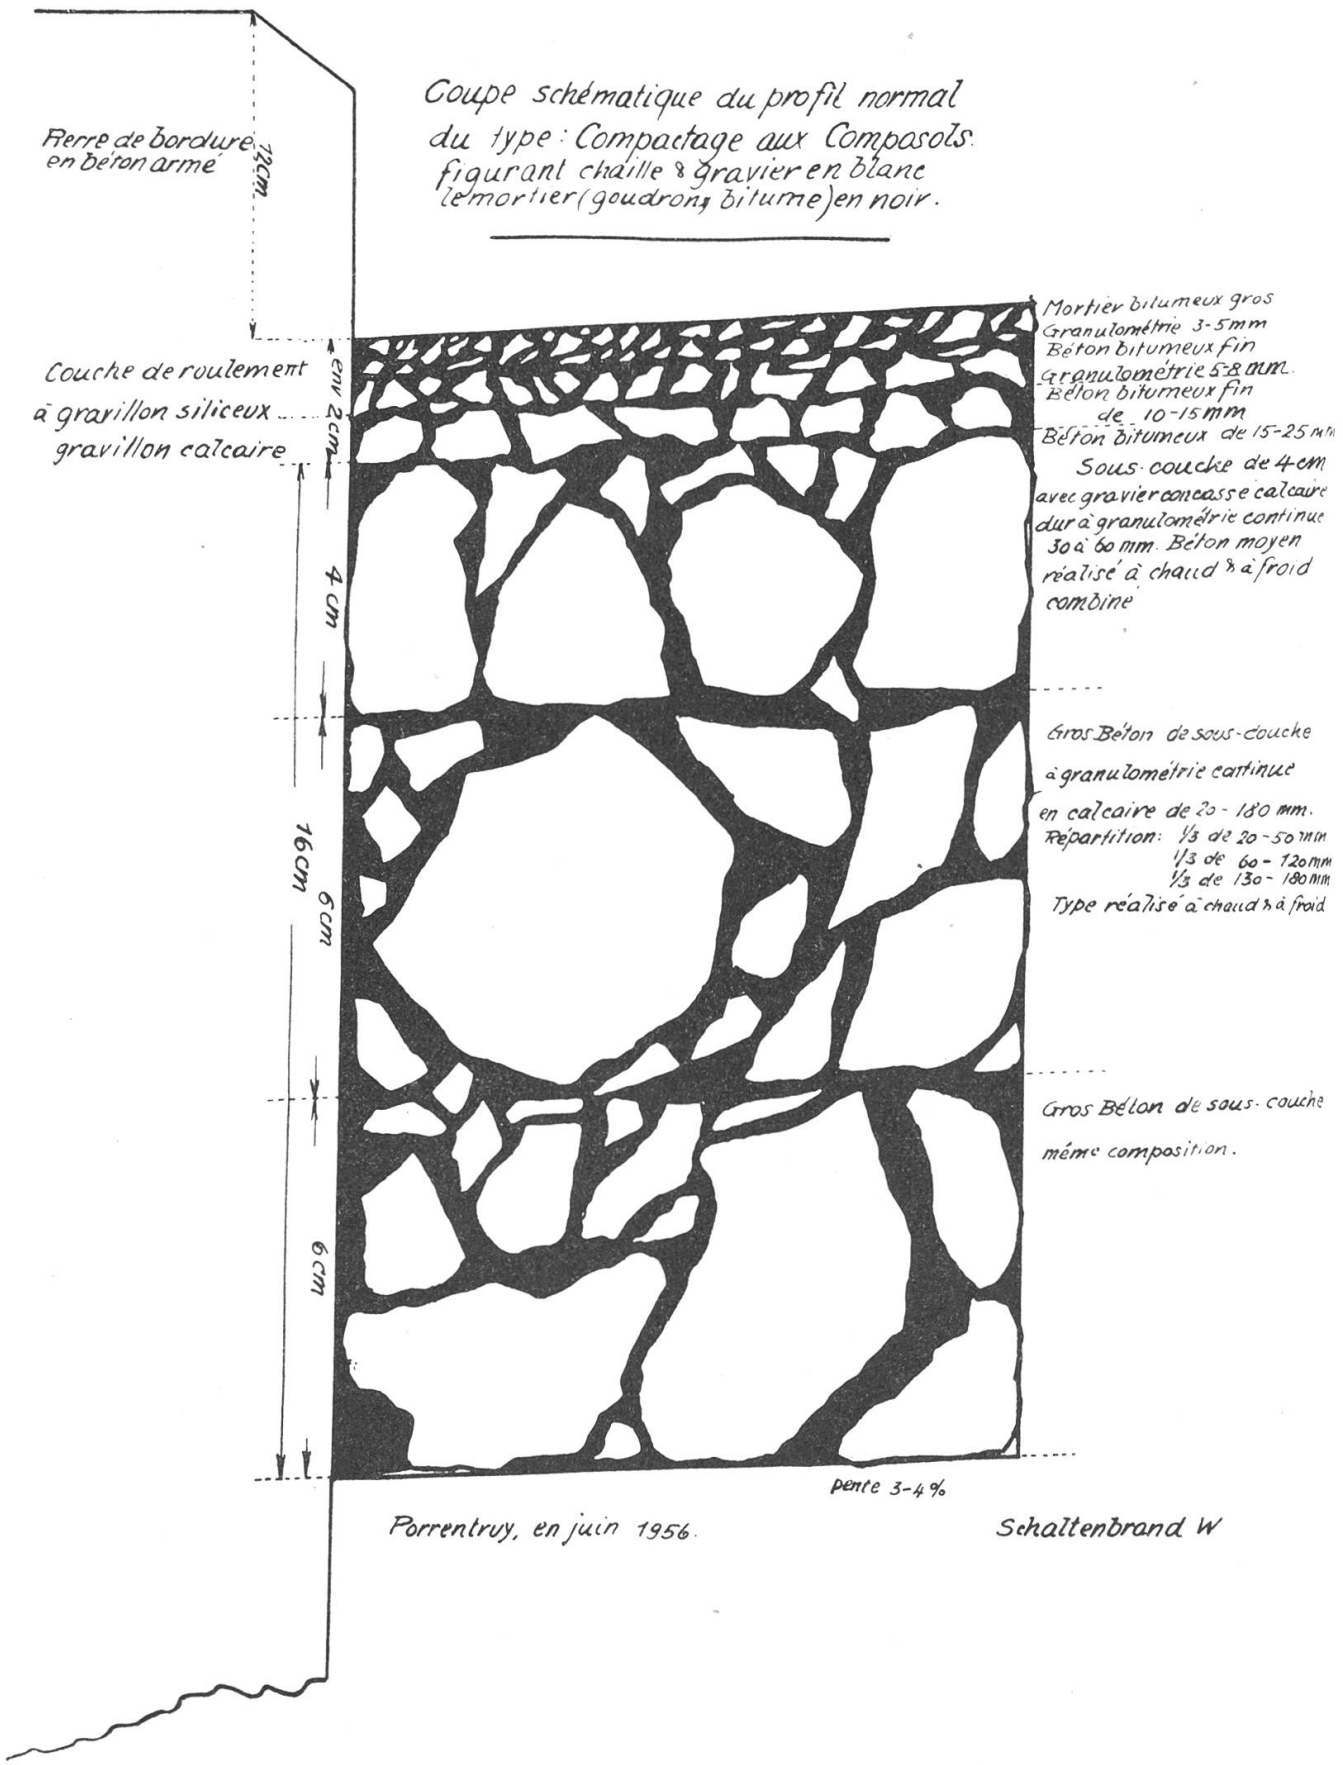 Coupe schématique du profil normal
du type: Compactage aux Composols.
figurant chaille & gravier en blanc
le mortier (goudron, bitume) en noir.
Pierre de bordure
en béton armé
12cm
Couche de roulement
à gravillon siliceux
gravillon calcaire
env 2cm
4 cm
16cm
6cm
6cm
Mortier bitumeux gros
Granulométrie 3-5mm
Béton bitumeux fin
Granulométrie 5-8 mm.
Béton bitumeux fin
de 10-15mm
Béton bitumeux de 15-25 mm
Sous-couche de 4cm
avec gravier concassé calcaire
dur à granulométrie continue
30 à 60 mm. Béton moyen
réalisé à chaud & à froid
combiné
Gros Béton de sous-couche
à granulométrie continue
en calcaire de 20-180 mm.
Répartition: 1/3 de 20-50mm
1/3 de 60-120mm
1/3 de 130-180mm
Type réalisé à chaud & à froid
Gros Béton de sous-couche
même composition.
pente 3-4%
Porrentruy, en juin 1956.
Schaltenbrand W